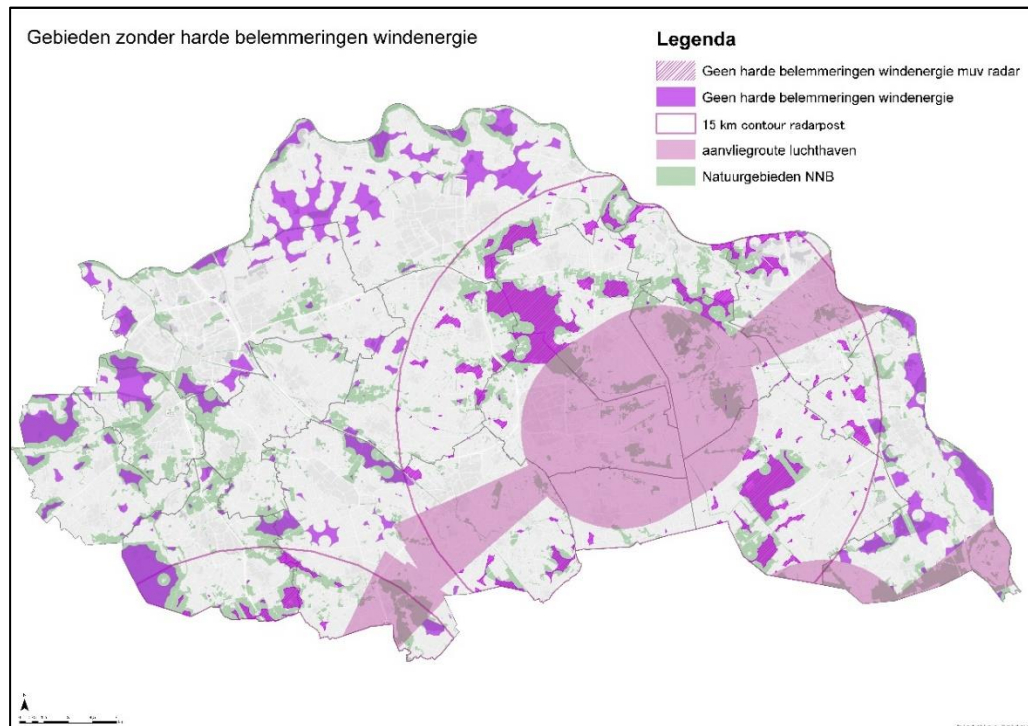 Gebieden zonder harde belemmeringen windenergie
Legenda
Geen harde belemmeringen windenergie muv radar
Geen harde belemmeringen windenergie
15 km contour radarpost
aanvliegroute luchthaven
Natuurgebieden NNB